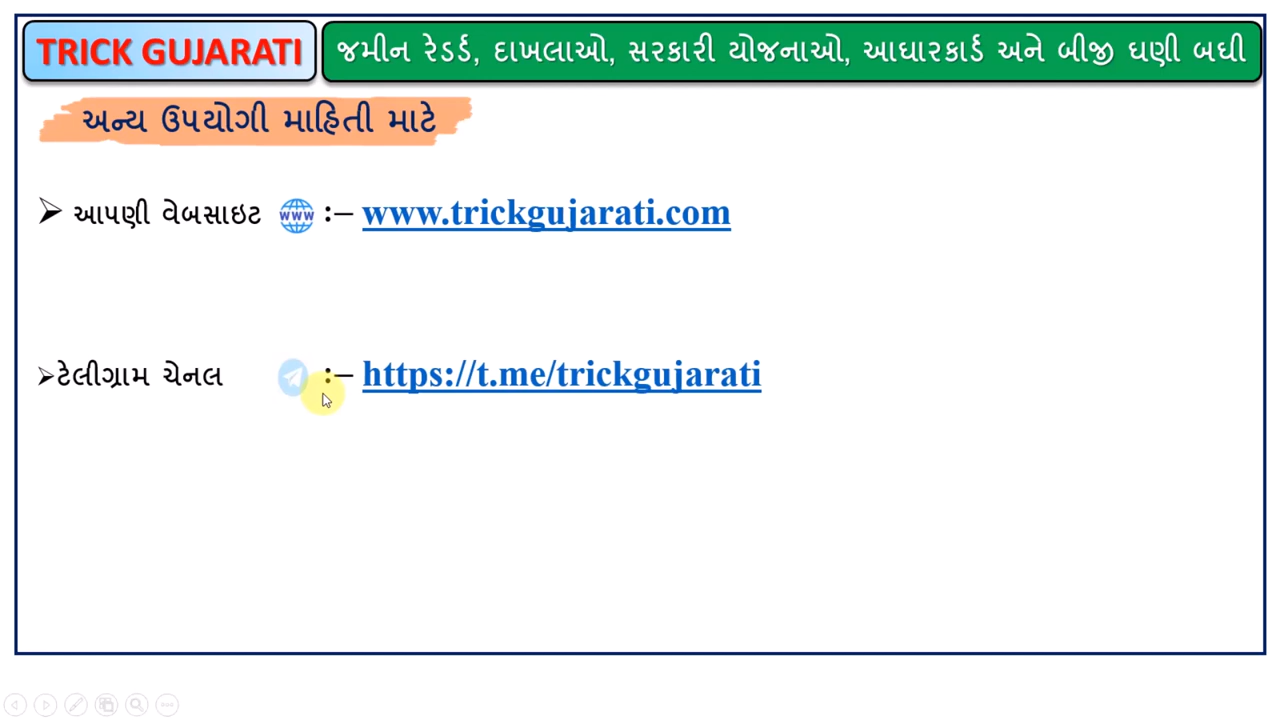 TRICK GUJARATI
જમીન રેડર્ડ, દાખલાઓ, સરકારી યોજનાઓ, આધારકાર્ડ અને બીજી ઘણી બધી
અન્ય ઉપયોગી માહિતી માટે
➢ આપણી વેબસાઇટ www :– www.trickgujarati.com
➢ટેલીગ્રામ ચેનલ :– https://t.me/trickgujarati